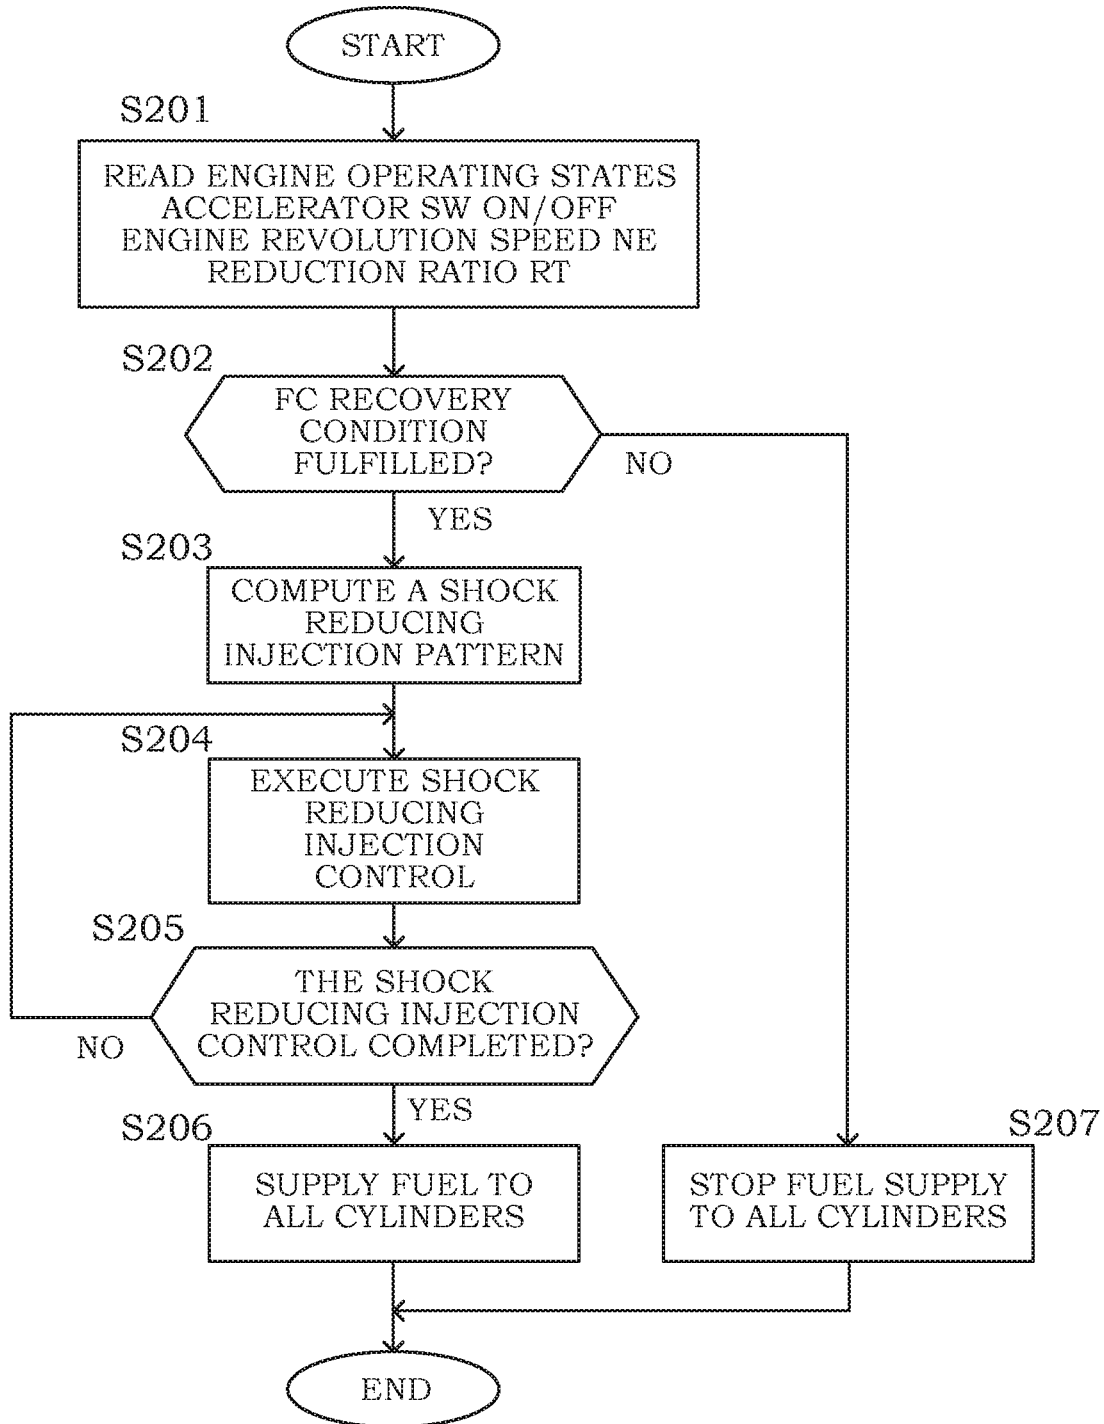 START
S201
READ ENGINE OPERATING STATES
ACCELERATOR SW ON/OFF
ENGINE REVOLUTION SPEED NE
REDUCTION RATIO RT
S202
FC RECOVERY
CONDITION
FULFILLED?
NO
YES
S203
COMPUTE A SHOCK
REDUCING
INJECTION PATTERN
S204
EXECUTE SHOCK
REDUCING
INJECTION
CONTROL
S205
THE SHOCK
REDUCING INJECTION
CONTROL COMPLETED?
NO
YES
S206
SUPPLY FUEL TO
ALL CYLINDERS
S207
STOP FUEL SUPPLY
TO ALL CYLINDERS
END